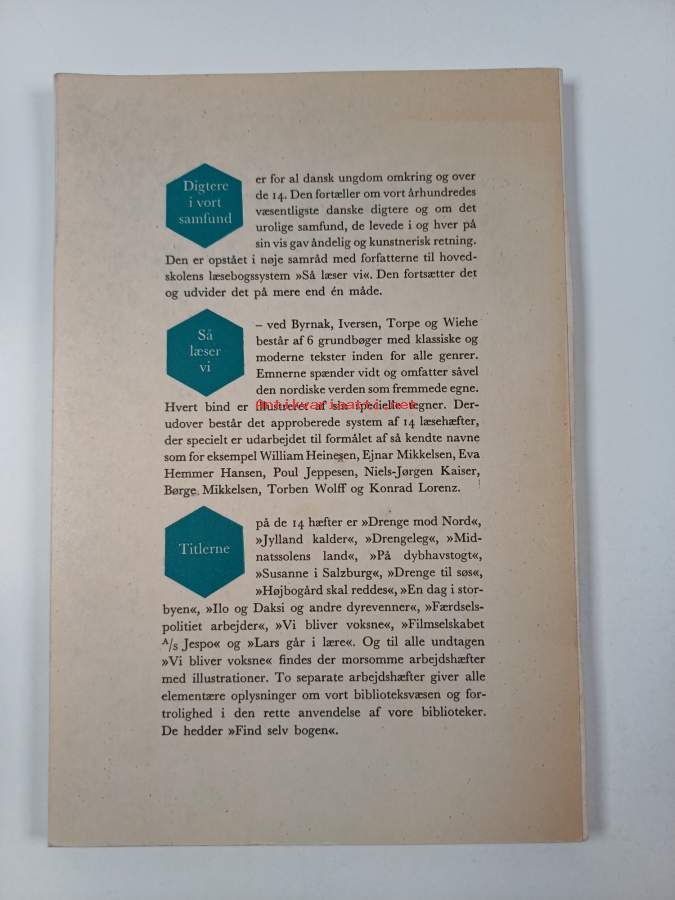 Digtere
i vort
samfund
er for al dansk ungdom omkring og over
de 14. Den fortæller om vort århundredes
væsentligste danske digtere og om det
urolige samfund, de levede i og hver på
sin vis gav åndelig og kunstnerisk retning.
Den er opstået i nøje samråd med forfatterne til hoved-
skolens læsebogssystem »Så læser vi«. Den fortsætter det
og udvider det på mere end én måde.
Så
læser
vi
– ved Byrnak, Iversen, Torpe og Wiehe
består af 6 grundbøger med klassiske og
moderne tekster inden for alle genrer.
Emnerne spænder vidt og omfatter såvel
den nordiske verden som fremmede egne.
Hvert bind er illustreret af sin specielle tegner. Der-
antikvariaatti.net
udover består det approberede system af 14 læsehæfter,
der specielt er udarbejdet til formålet af så kendte navne
som for eksempel William Heinesen, Ejnar Mikkelsen, Eva
Hemmer Hansen, Poul Jeppesen, Niels-Jørgen Kaiser,
Børge Mikkelsen, Torben Wolff og Konrad Lorenz.
Titlerne
på de 14 hæfter er »Drenge mod Nord«,
»Jylland kalder«, »Drengeleg«, »Mid-
natssolens land«, »På dybhavstogt«,
»Susanne i Salzburg«, »Drenge til søs«,
»Højbogård skal reddes«, »En dag i stor-
byen«, »Ilo og Daksi og andre dyrevenner«, »Færdsels-
politiet arbejder«, »Vi bliver voksne«, »Filmselskabet
A/s Jespo« og »Lars går i lære«. Og til alle undtagen
»Vi bliver voksne« findes der morsomme arbejdshæfter
med illustrationer. To separate arbejdshæfter giver alle
elementære oplysninger om vort biblioteksvæsen og for-
trolighed i den rette anvendelse af vore biblioteker.
De hedder »Find selv bogen«.